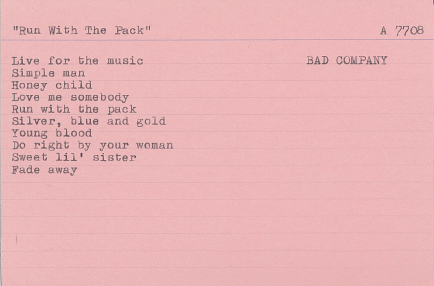 "Run With The Pack" A 7708
Live for the music BAD COMPANY
Simple man
Honey child
Love me somebody
Run with the pack
Silver, blue and gold
Young blood
Do right by your woman
Sweet lil' sister
Fade away